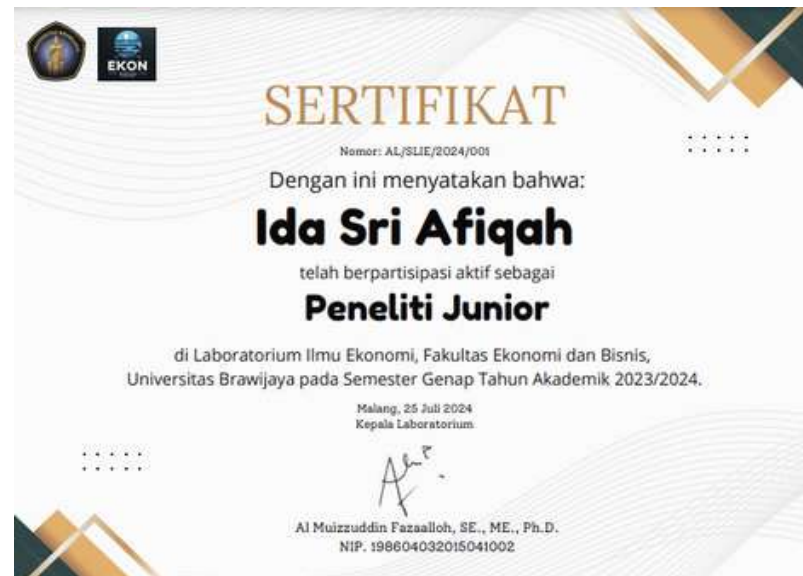 EKON
SERTIFIKAT
Nomor: AL/SLIE/2024/001
Dengan ini menyatakan bahwa:
Ida Sri Afiqah
telah berpartisipasi aktif sebagai
Peneliti Junior
di Laboratorium Ilmu Ekonomi, Fakultas Ekonomi dan Bisnis,
Universitas Brawijaya pada Semester Genap Tahun Akademik 2023/2024.
Malang, 25 Juli 2024
Kepala Laboratorium
Al Muizzuddin Fazaalloh, SE., ME., Ph.D.
NIP. 198604032015041002